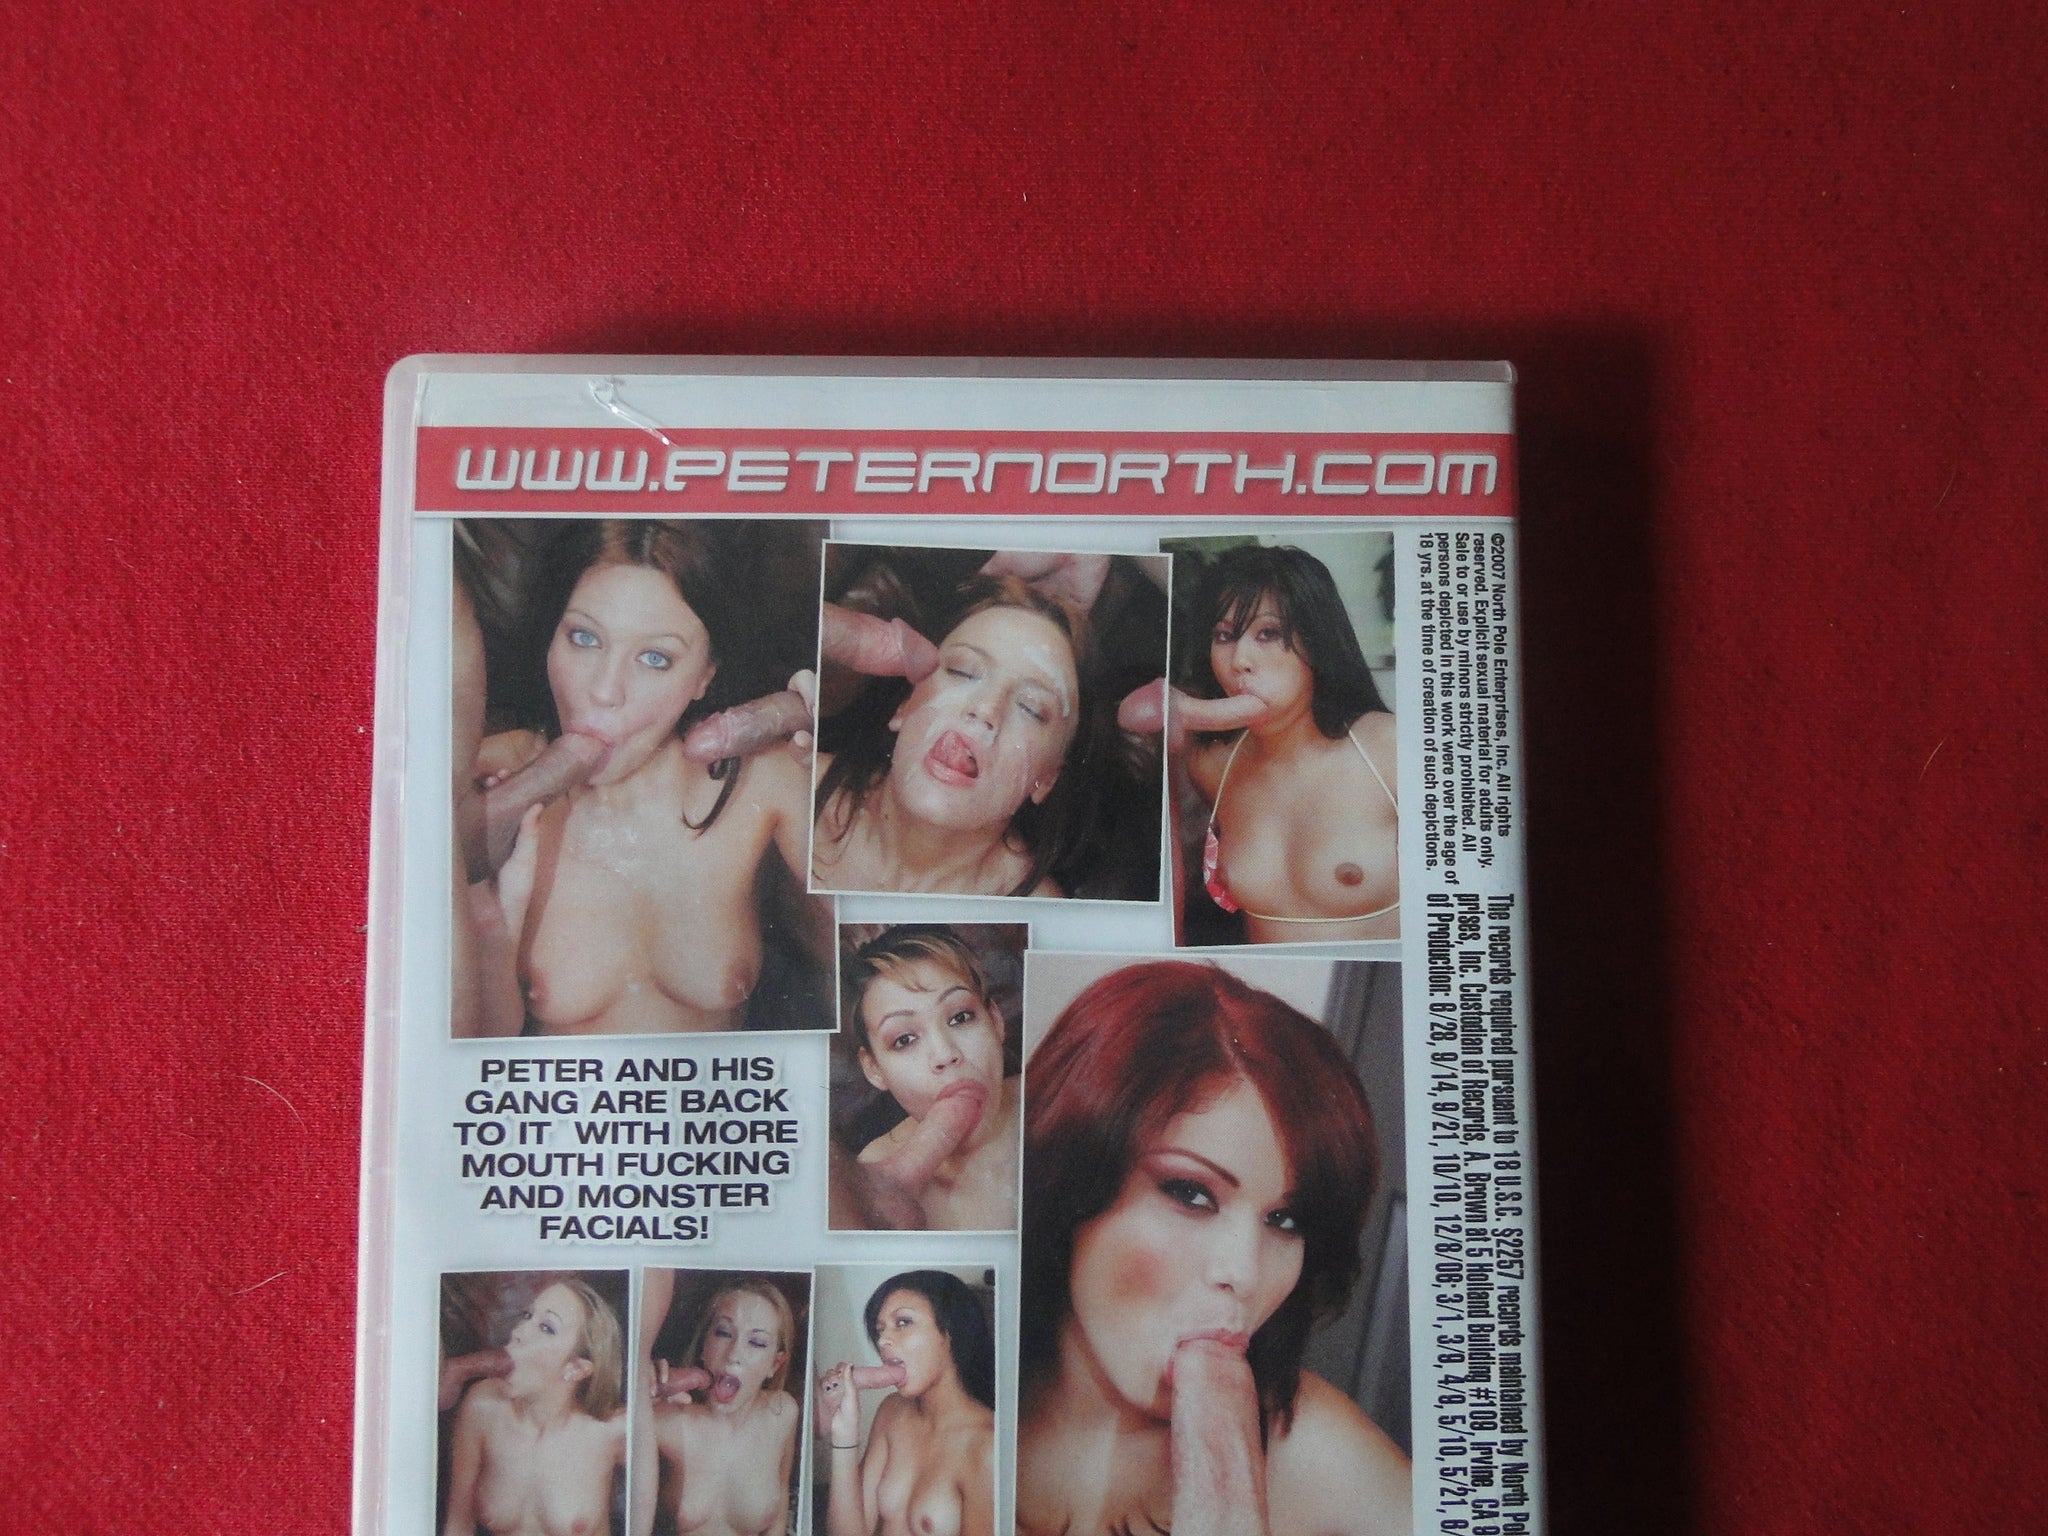 WWW.PETERNORTH.COM
©2007 North Pole Enterprises, Inc. All rights
reserved. Explicit sexual material for adults only.
Sale to or use by minors strictly prohibited. All
persons depicted in this work were over the age of
18 yrs. at the time of creation of such depictions.
The records required pursuant to 18 U.S.C. §2257 records maintained by North Pol
prises, Inc. Custodian of Records, A. Brown at 5 Holland Building #108, Irvine, CA 9
of Production: 6/28, 9/14, 9/21, 10/10, 12/8/06; 3/1, 3/8, 4/8, 5/10, 5/21, 6/
PETER AND HIS
GANG ARE BACK
TO IT WITH MORE
MOUTH FUCKING
AND MONSTER
FACIALS!